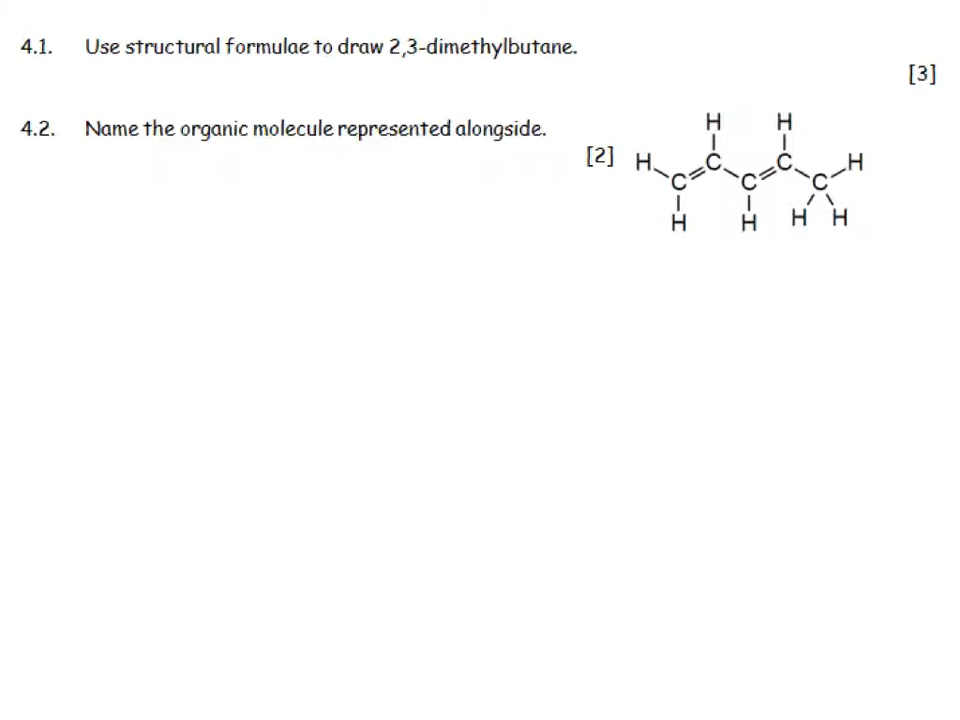 4.1. Use structural formulae to draw 2,3-dimethylbutane.
[3]
4.2. Name the organic molecule represented alongside.
[2]
H H
H C C H
C C C
H H H H